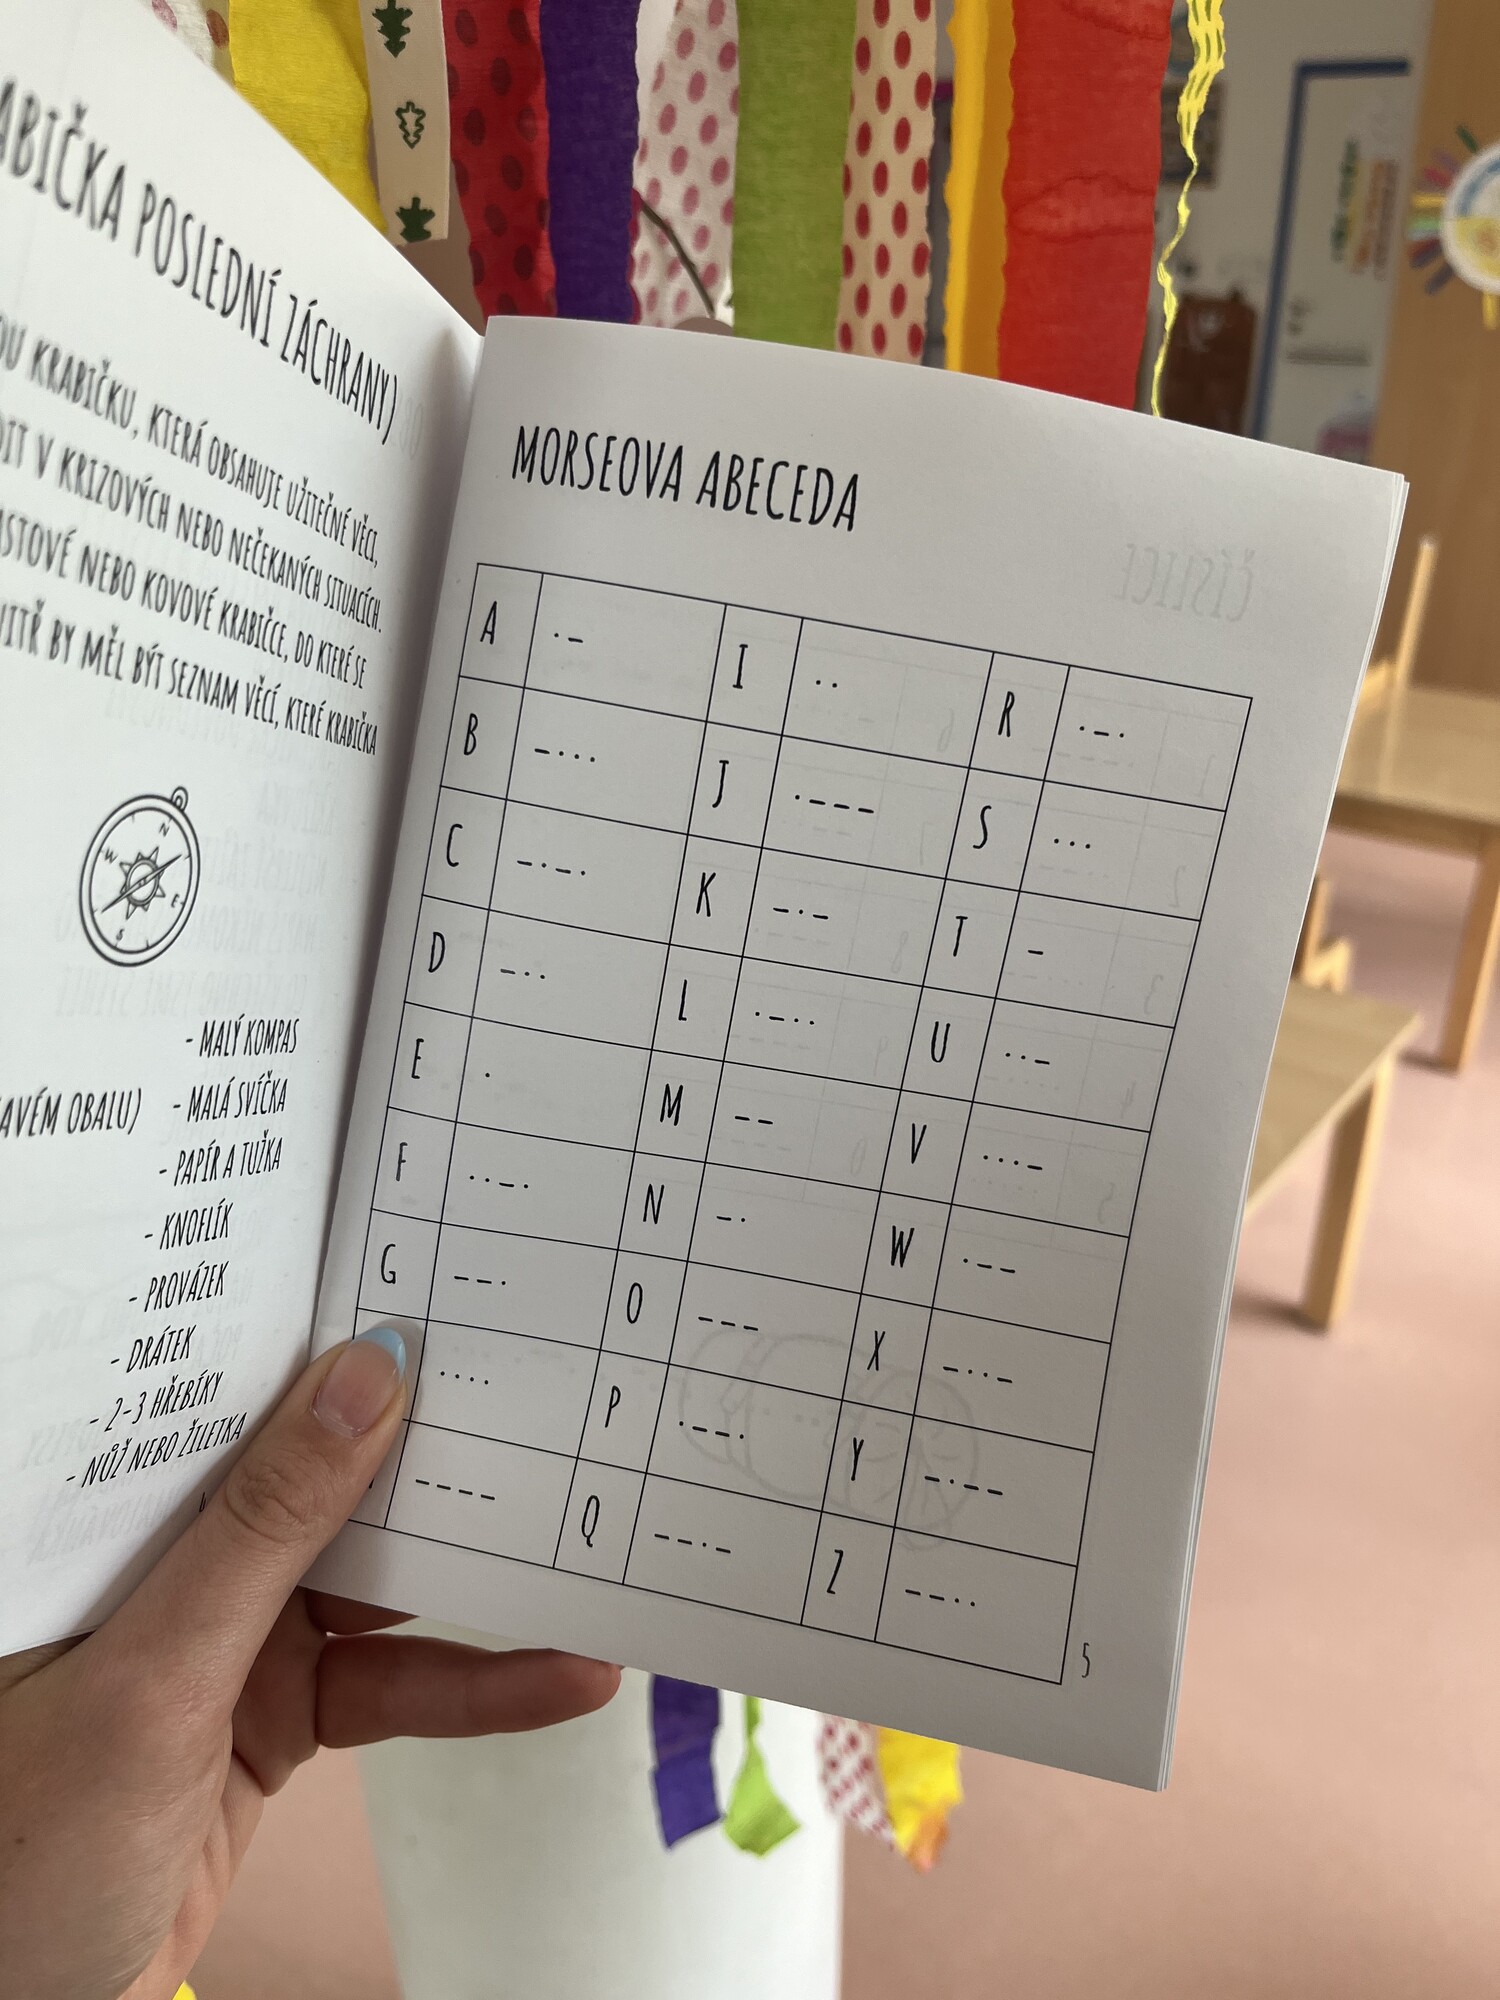 POSLEDNÍ ZÁCHRANY)
KRABIČKU, KTERÁ OBSAHUJE UŽITEČNÉ VĚCI,
V KRIZOVÝCH NEBO NEČEKANÝCH SITUACÍCH.
NEBO KOVOVÉ KRABIČCE, DO KTERÉ SE
BY MĚL BÝT SEZNAM VĚCÍ, KTERÉ KRABIČKA
N
W
E
S
- MALÝ KOMPAS
OBALU) - MALÁ SVÍČKA
- PAPÍR A TUŽKA
- KNOFLÍK
- PROVÁZEK
- DRÁTEK
- 2-3 HŘEBÍKY
- NŮŽ NEBO ŽILETKA
MORSEOVA ABECEDA
A ·– I ·· R ·–·
B –··· J ·––– S ···
C –·–· K –·– T –
D –·· L ·–·· U ··–
E · M –– V ···–
F ··–· N –· W ·––
G ––· O ––– X –··–
···· P ·––· Y –·––
–––– Q ––·– Z ––··
5